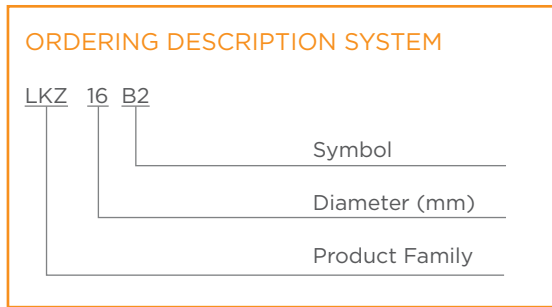 ORDERING DESCRIPTION SYSTEM
LKZ 16 B2
Symbol
Diameter (mm)
Product Family